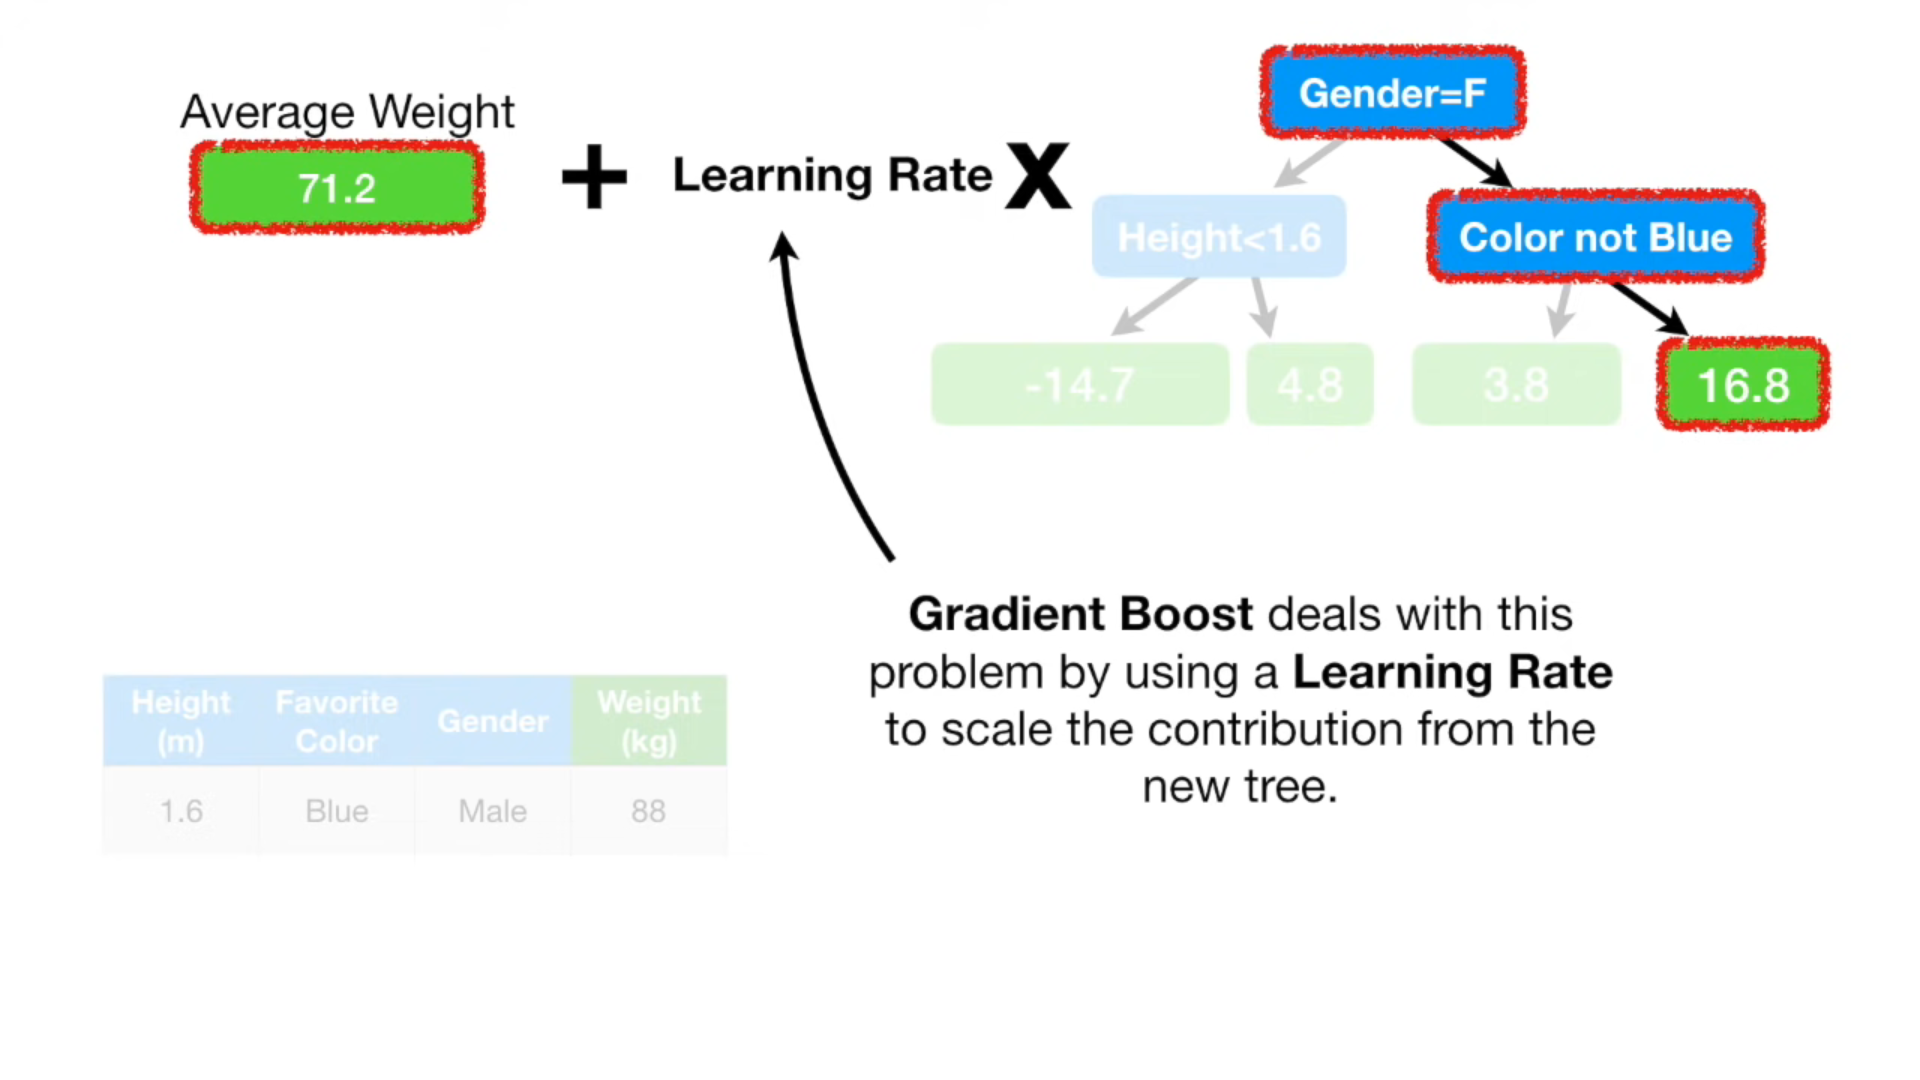 Average Weight
71.2
+ Learning Rate X
Gender=F
Height<1.6
Color not Blue
-14.7
4.8
3.8
16.8
Gradient Boost deals with this
problem by using a Learning Rate
to scale the contribution from the
new tree.
Height (m) Favorite Color Gender Weight (kg)
1.6 Blue Male 88